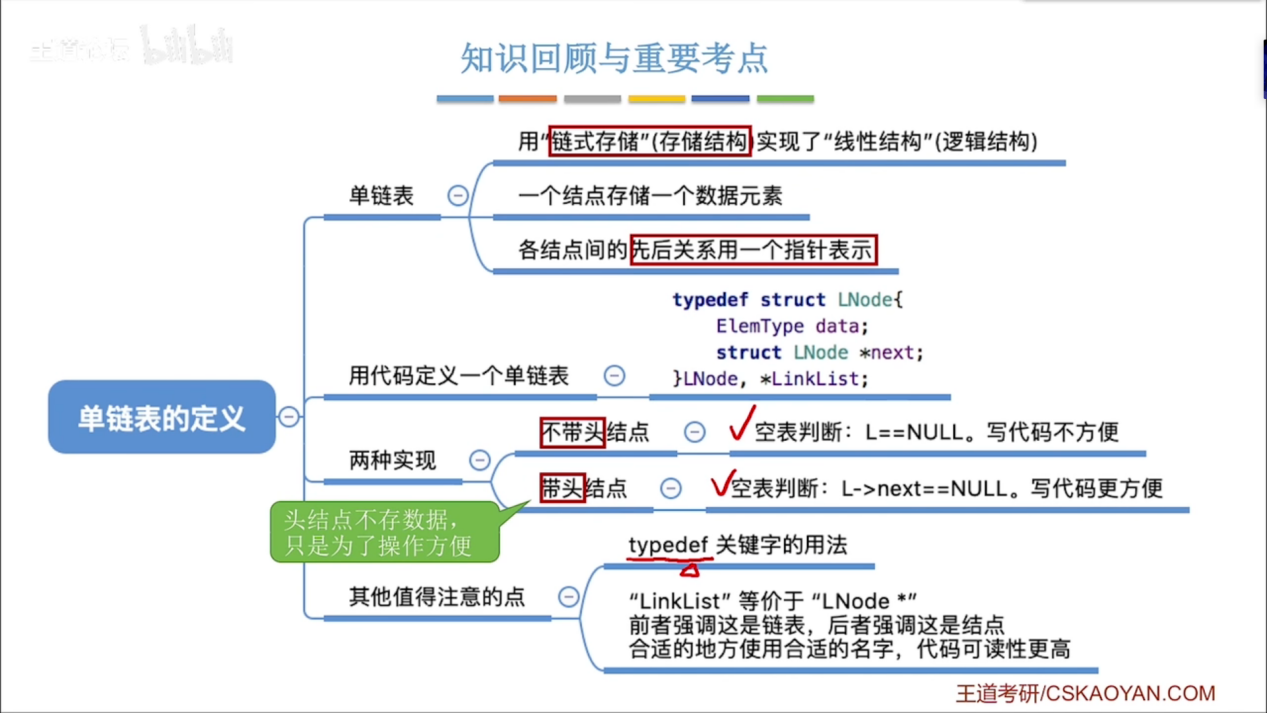 王道论坛 bilibili
知识回顾与重要考点
用“链式存储”(存储结构)实现了“线性结构”(逻辑结构)
单链表
一个结点存储一个数据元素
各结点间的先后关系用一个指针表示
typedef struct LNode{
ElemType data;
struct LNode *next;
}LNode, *LinkList;
用代码定义一个单链表
单链表的定义
不带头结点
空表判断：L==NULL。写代码不方便
两种实现
带头结点
空表判断：L->next==NULL。写代码更方便
头结点不存数据，
只是为了操作方便
typedef 关键字的用法
其他值得注意的点
“LinkList” 等价于 “LNode *”
前者强调这是链表，后者强调这是结点
合适的地方使用合适的名字，代码可读性更高
王道考研/CSKAOYAN.COM